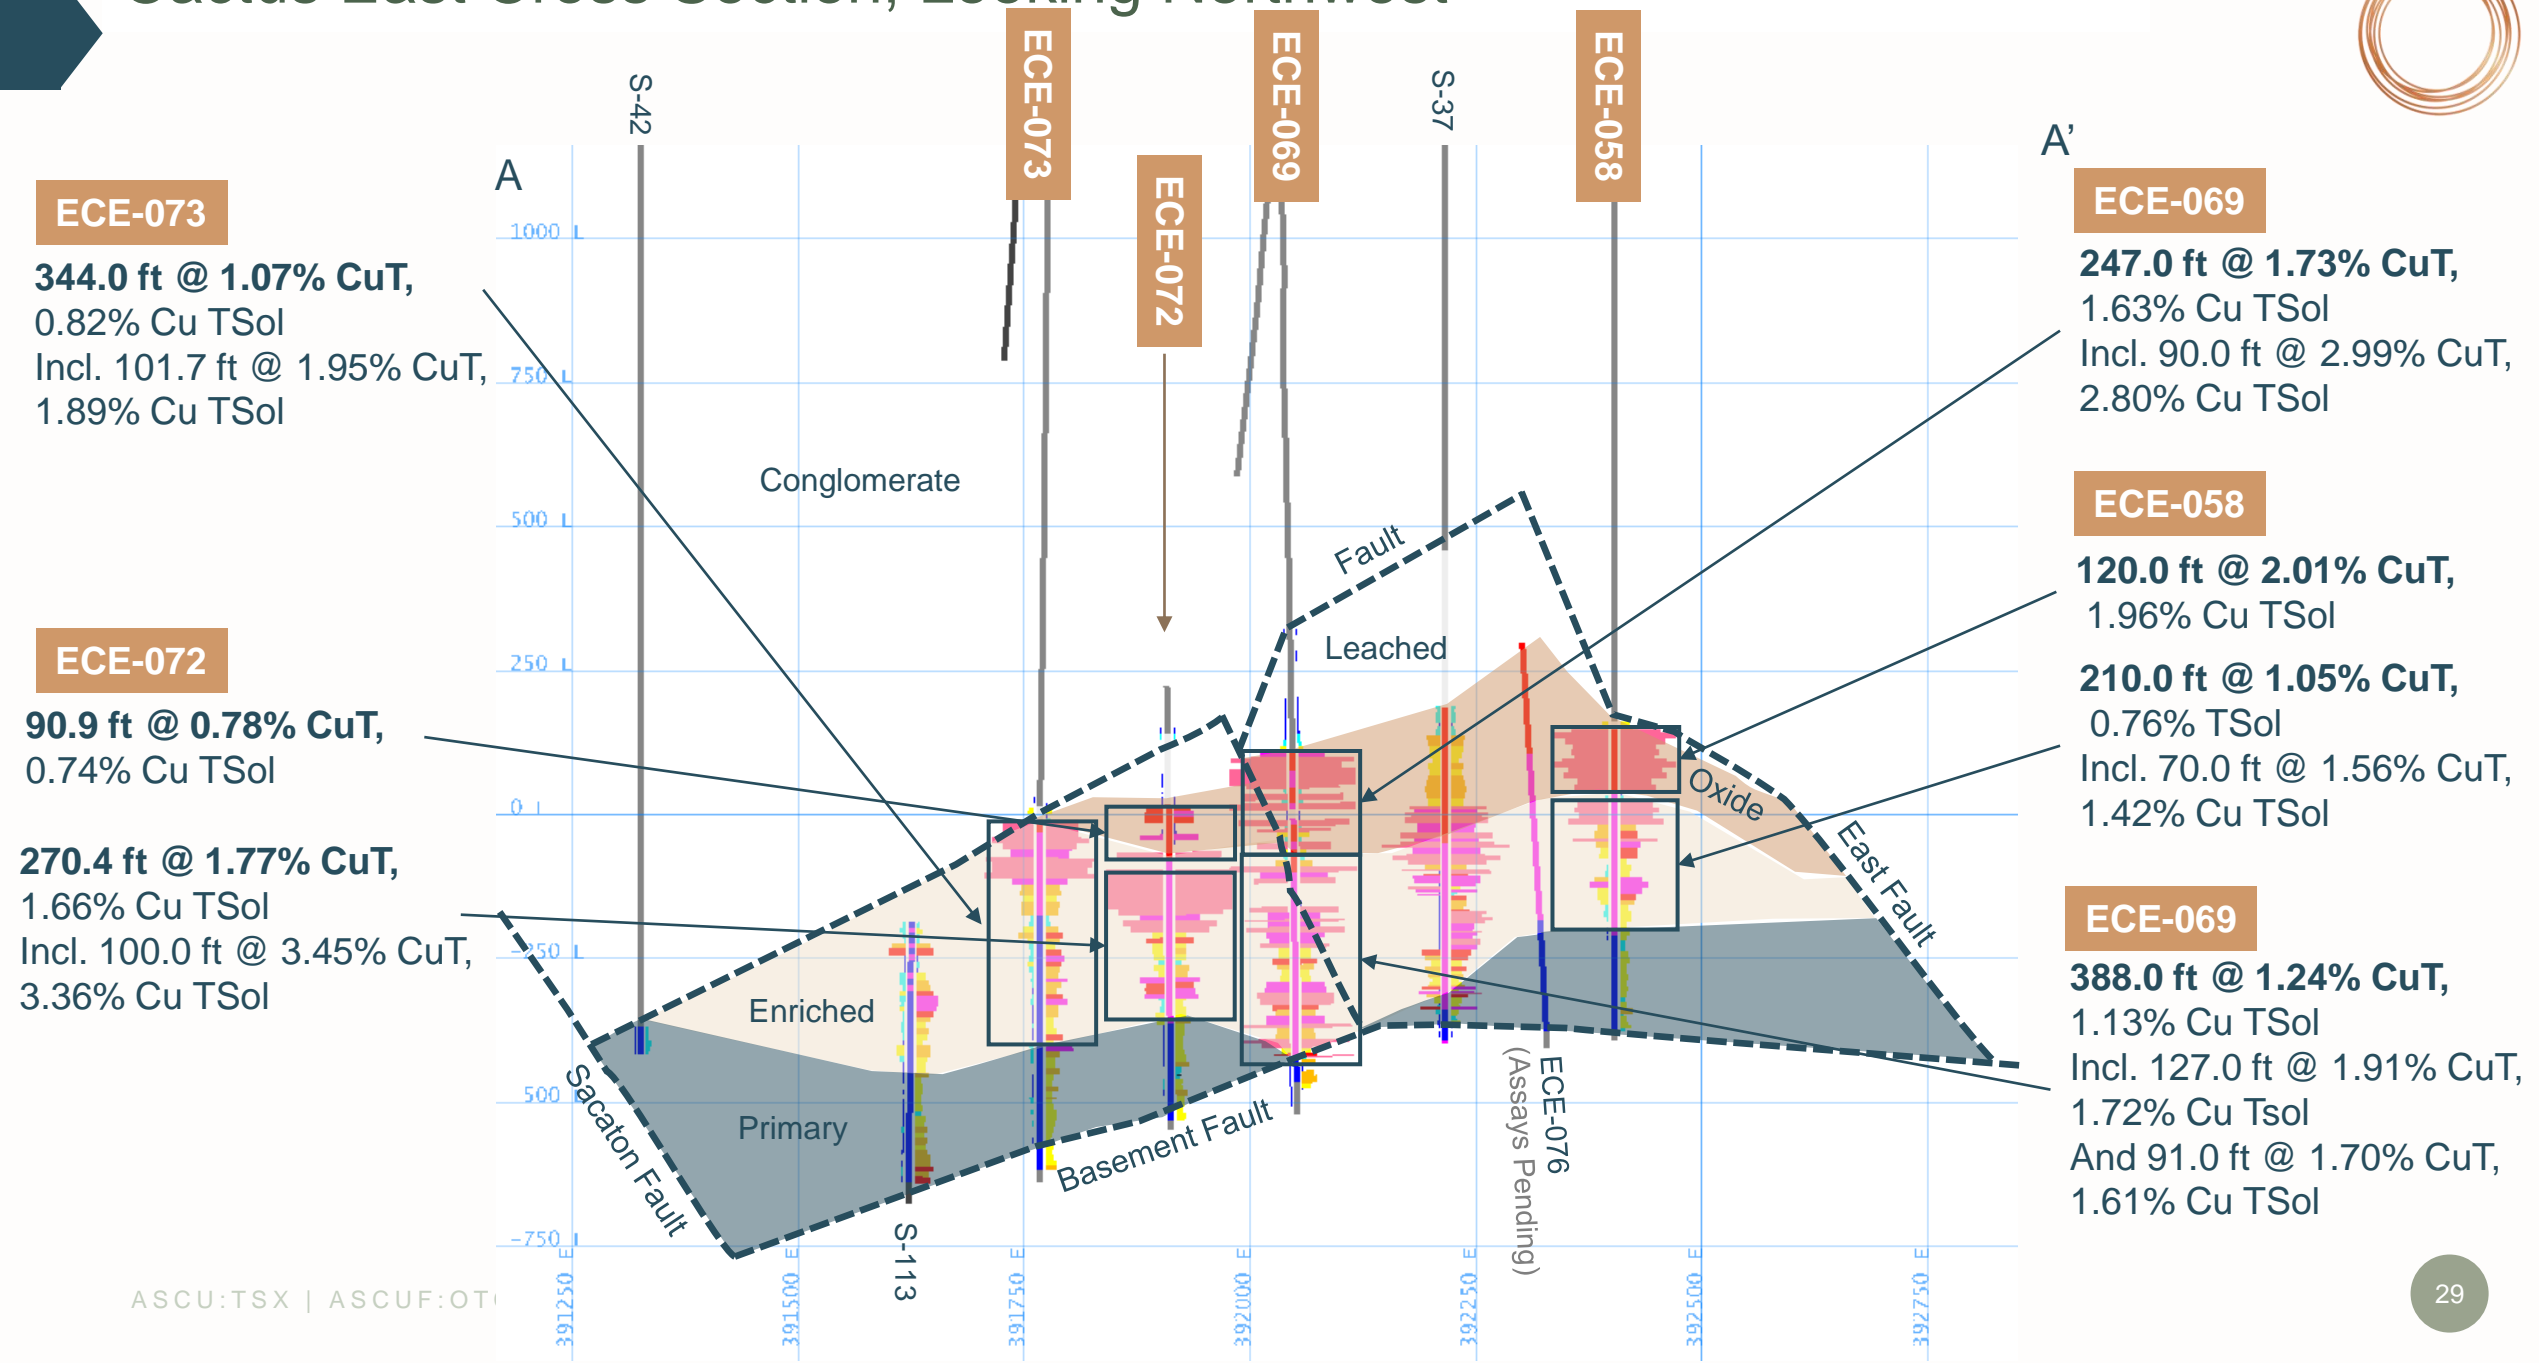 Cactus East Cross Section, Looking Northwest
S-42
ECE-073
ECE-072
ECE-069
S-37
ECE-058
A
A’
ECE-073
344.0 ft @ 1.07% CuT,
0.82% Cu TSol
Incl. 101.7 ft @ 1.95% CuT,
1.89% Cu TSol
ECE-072
90.9 ft @ 0.78% CuT,
0.74% Cu TSol
270.4 ft @ 1.77% CuT,
1.66% Cu TSol
Incl. 100.0 ft @ 3.45% CuT,
3.36% Cu TSol
1000 L
750 L
500 L
250 L
0 L
-250 L
-500 L
-750 L
Conglomerate
Fault
Leached
Oxide
East Fault
Enriched
Primary
Sacaton Fault
Basement Fault
S-113
ECE-076
(Assays Pending)
391250 E
391500 E
391750 E
392000 E
392250 E
392500 E
392750 E
ECE-069
247.0 ft @ 1.73% CuT,
1.63% Cu TSol
Incl. 90.0 ft @ 2.99% CuT,
2.80% Cu TSol
ECE-058
120.0 ft @ 2.01% CuT,
1.96% Cu TSol
210.0 ft @ 1.05% CuT,
0.76% TSol
Incl. 70.0 ft @ 1.56% CuT,
1.42% Cu TSol
ECE-069
388.0 ft @ 1.24% CuT,
1.13% Cu TSol
Incl. 127.0 ft @ 1.91% CuT,
1.72% Cu Tsol
And 91.0 ft @ 1.70% CuT,
1.61% Cu TSol
ASCU:TSX | ASCUF:OT
29